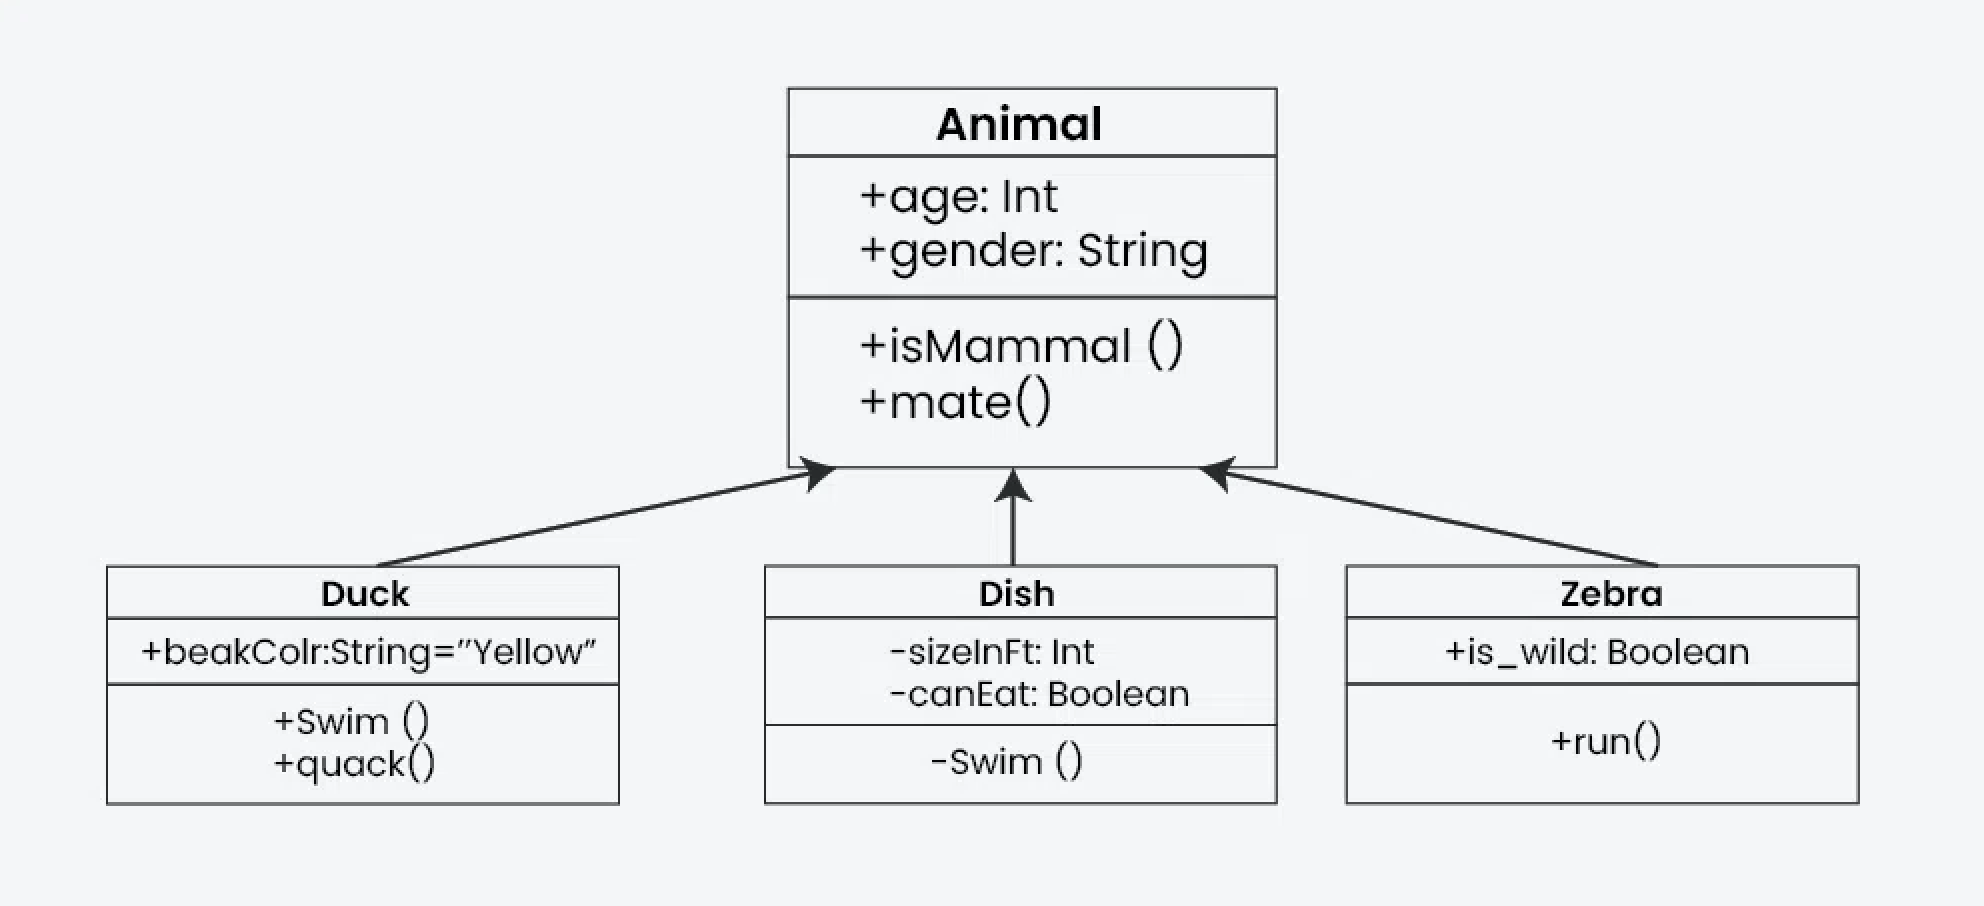 Animal
+age: Int
+gender: String
+isMammal ()
+mate()
Duck
+beakColr:String=”Yellow”
+Swim ()
+quack()
Dish
-sizeInFt: Int
-canEat: Boolean
-Swim ()
Zebra
+is_wild: Boolean
+run()